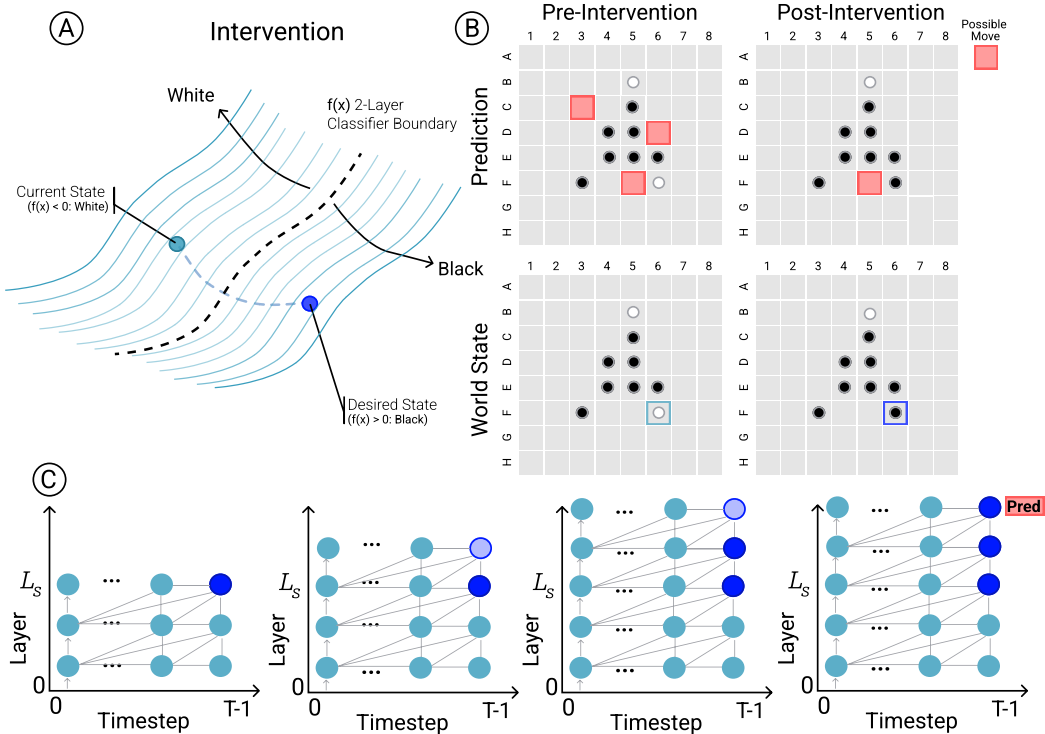 A
Intervention
White
f(x) 2-Layer
Classifier Boundary
Current State
(f(x) < 0: White)
Black
Desired State
(f(x) > 0: Black)
B
Pre-Intervention
Post-Intervention
Possible
Move
1 2 3 4 5 6 7 8
1 2 3 4 5 6 7 8
Prediction
A
B
C
D
E
F
G
H
A
B
C
D
E
F
G
H
1 2 3 4 5 6 7 8
1 2 3 4 5 6 7 8
World State
A
B
C
D
E
F
G
H
A
B
C
D
E
F
G
H
C
...
...
...
L_S
Layer
0
0
T-1
Timestep
...
...
...
...
L_S
Layer
0
0
T-1
Timestep
...
...
...
...
...
L_S
Layer
0
0
T-1
Timestep
Pred
...
...
...
...
...
L_S
Layer
0
0
T-1
Timestep